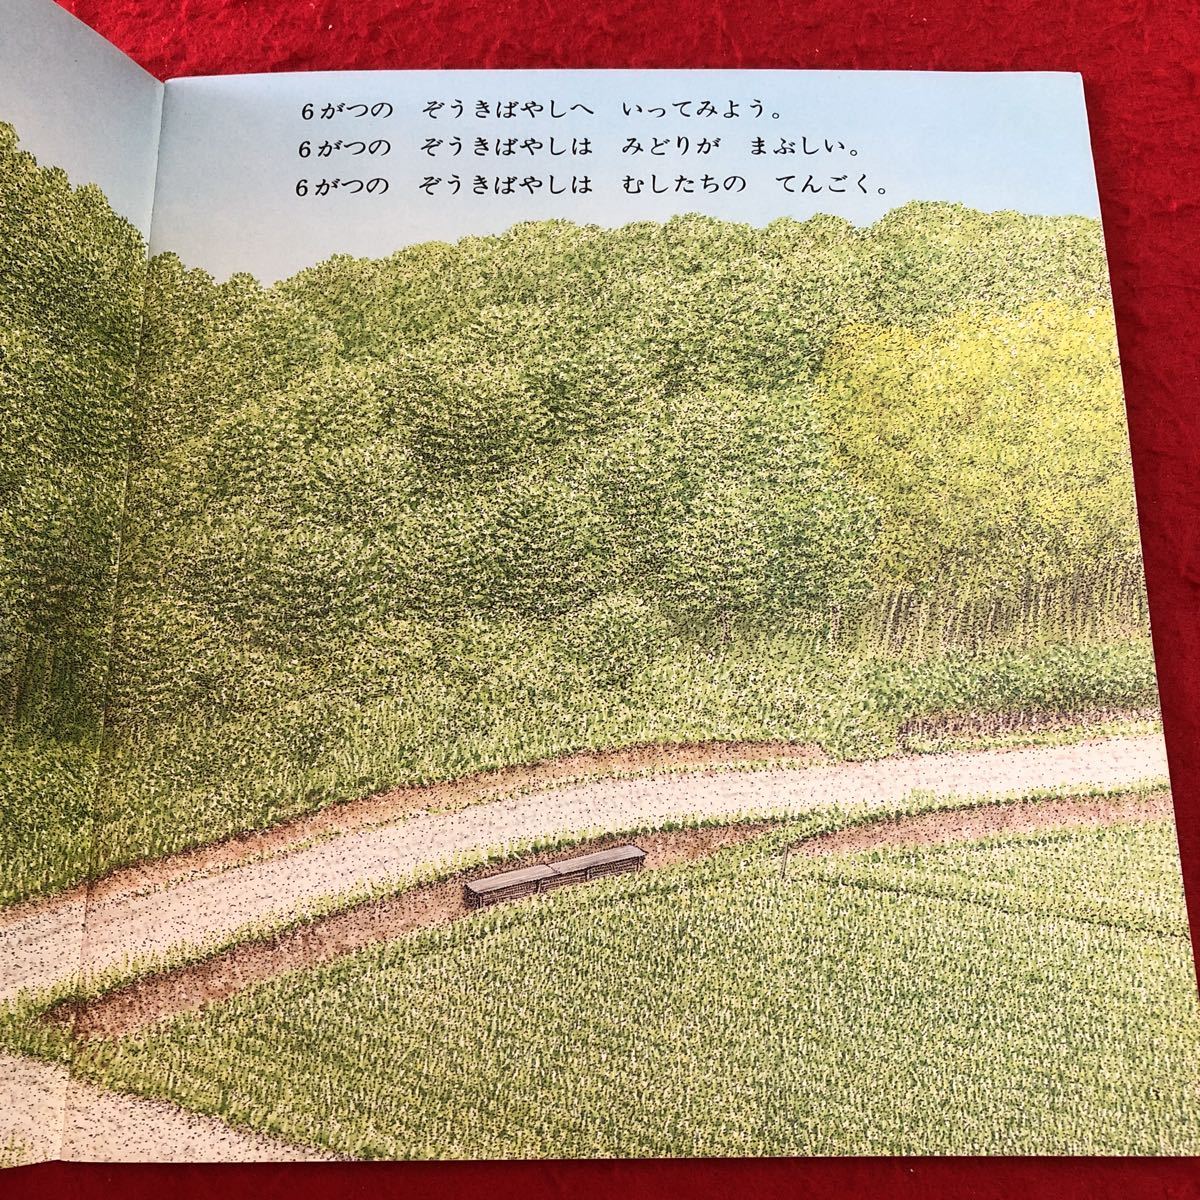 6がつの　ぞうきばやしへ　いってみよう。
6がつの　ぞうきばやしは　みどりが　まぶしい。
6がつの　ぞうきばやしは　むしたちの　てんごく。